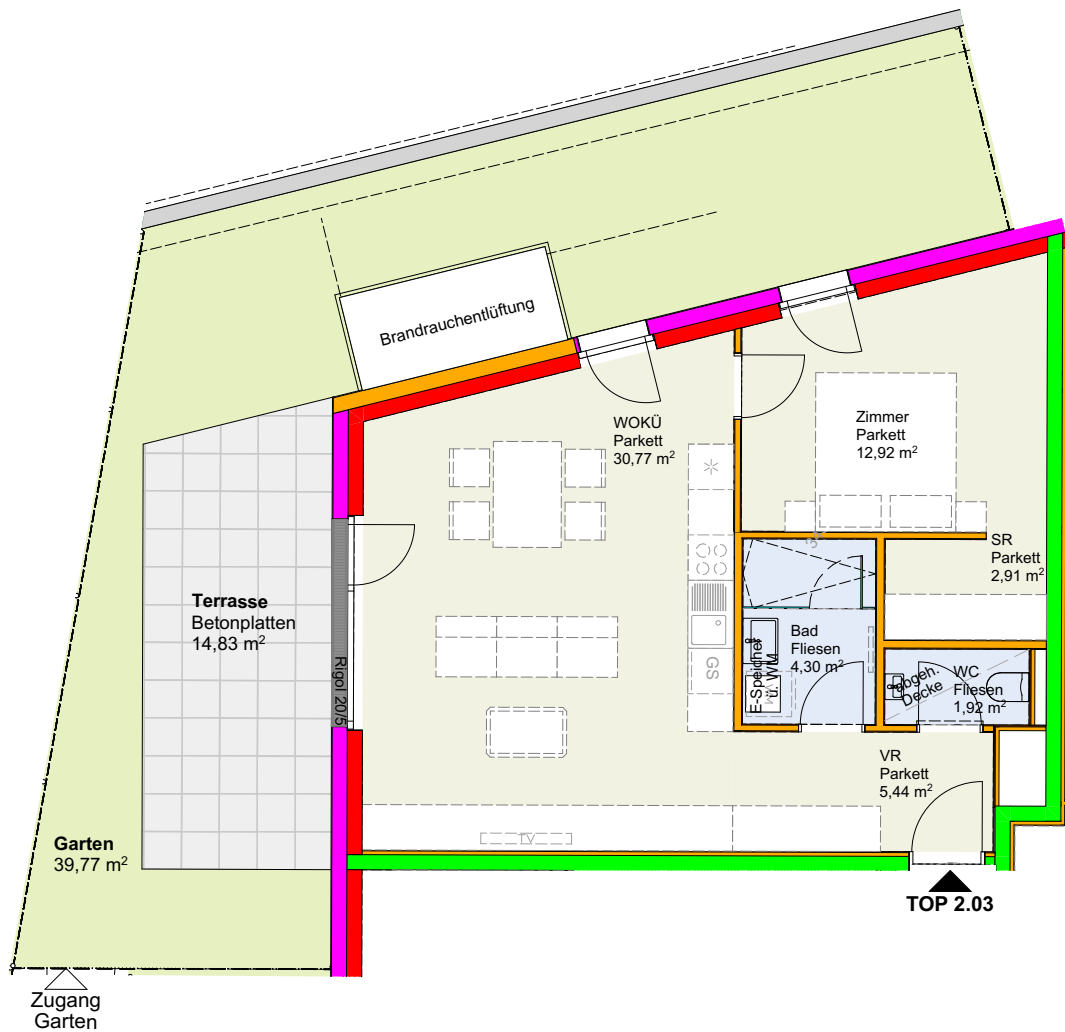 Brandrauchentlüftung
WOKÜ
Parkett
30,77 m²
Zimmer
Parkett
12,92 m²
SR
Parkett
2,91 m²
Terrasse
Betonplatten
14,83 m²
Rigol 20/5
GS
E-Speicher
u. WM
Bad
Fliesen
4,30 m²
abgeh.
Decke
WC
Fliesen
1,92 m²
VR
Parkett
5,44 m²
TV
Garten
39,77 m²
TOP 2.03
Zugang
Garten